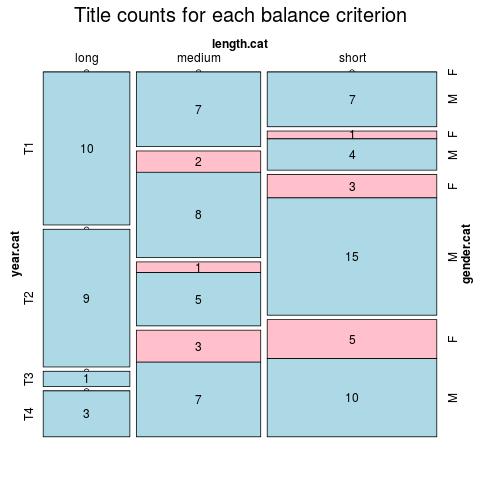 Title counts for each balance criterion
length.cat
long medium short
year.cat
T1
T2
T3
T4
10
9
1
3
7
2
8
1
5
3
7
7
1
4
3
15
5
10
F
M
F
M
F
M
F
M
gender.cat